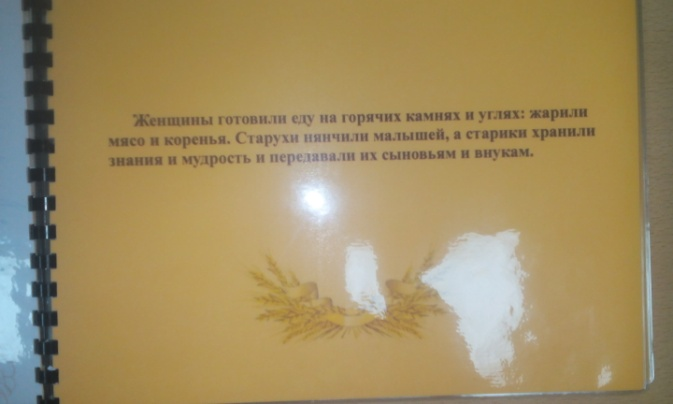 Женщины готовили еду на горячих камнях и углях: жарили
мясо и коренья. Старухи нянчили малышей, а старики хранили
знания и мудрость и передавали их сыновьям и внукам.